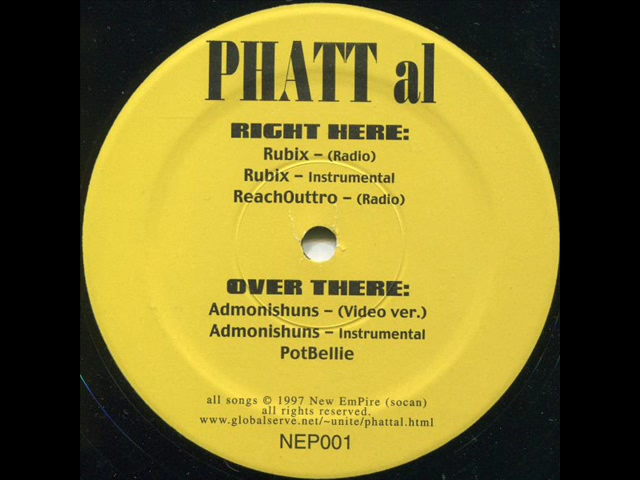 PHATT al
RIGHT HERE:
Rubix – (Radio)
Rubix – Instrumental
ReachOuttro – (Radio)
OVER THERE:
Admonishuns – (Video ver.)
Admonishuns – Instrumental
PotBellie
all songs © 1997 New EmPire (socan)
all rights reserved.
www.globalserve.net/~unite/phattal.html
NEP001